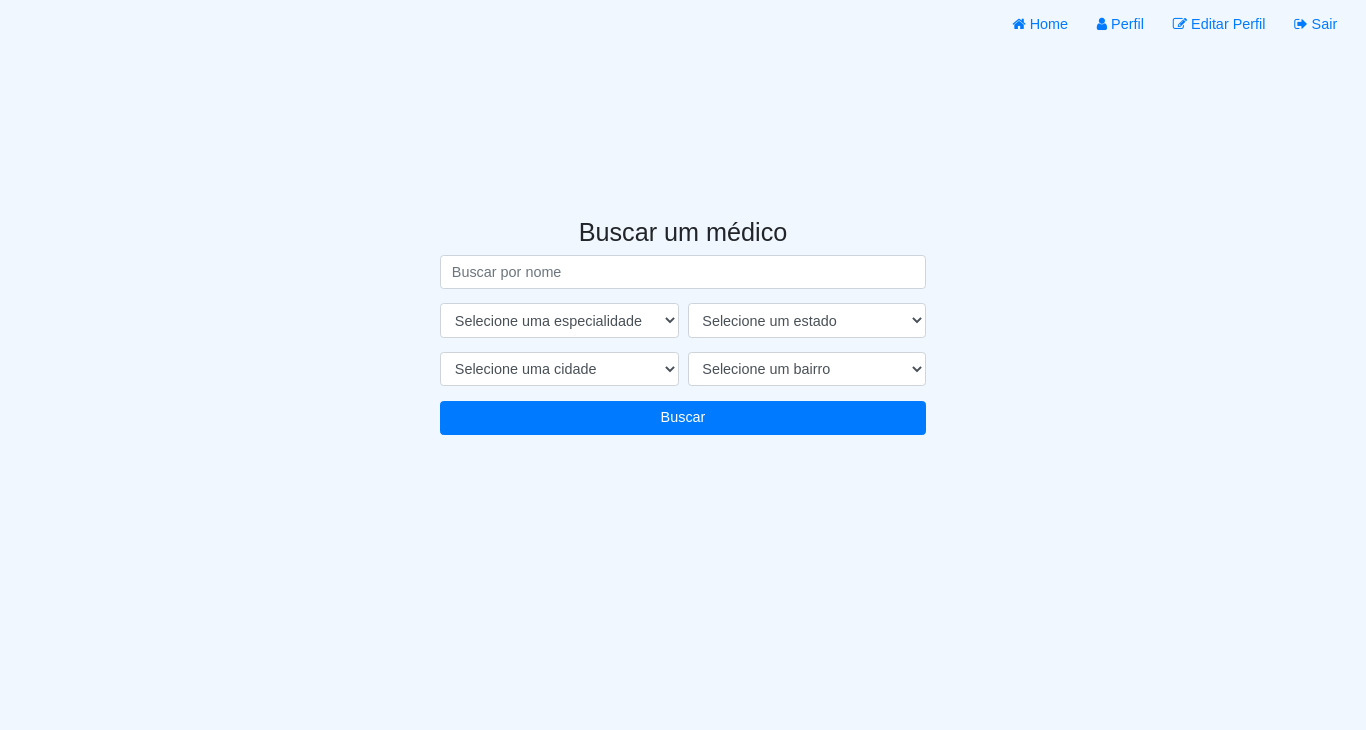 Home Perfil Editar Perfil Sair
Buscar um médico
Buscar por nome
Selecione uma especialidade Selecione um estado
Selecione uma cidade Selecione um bairro
Buscar